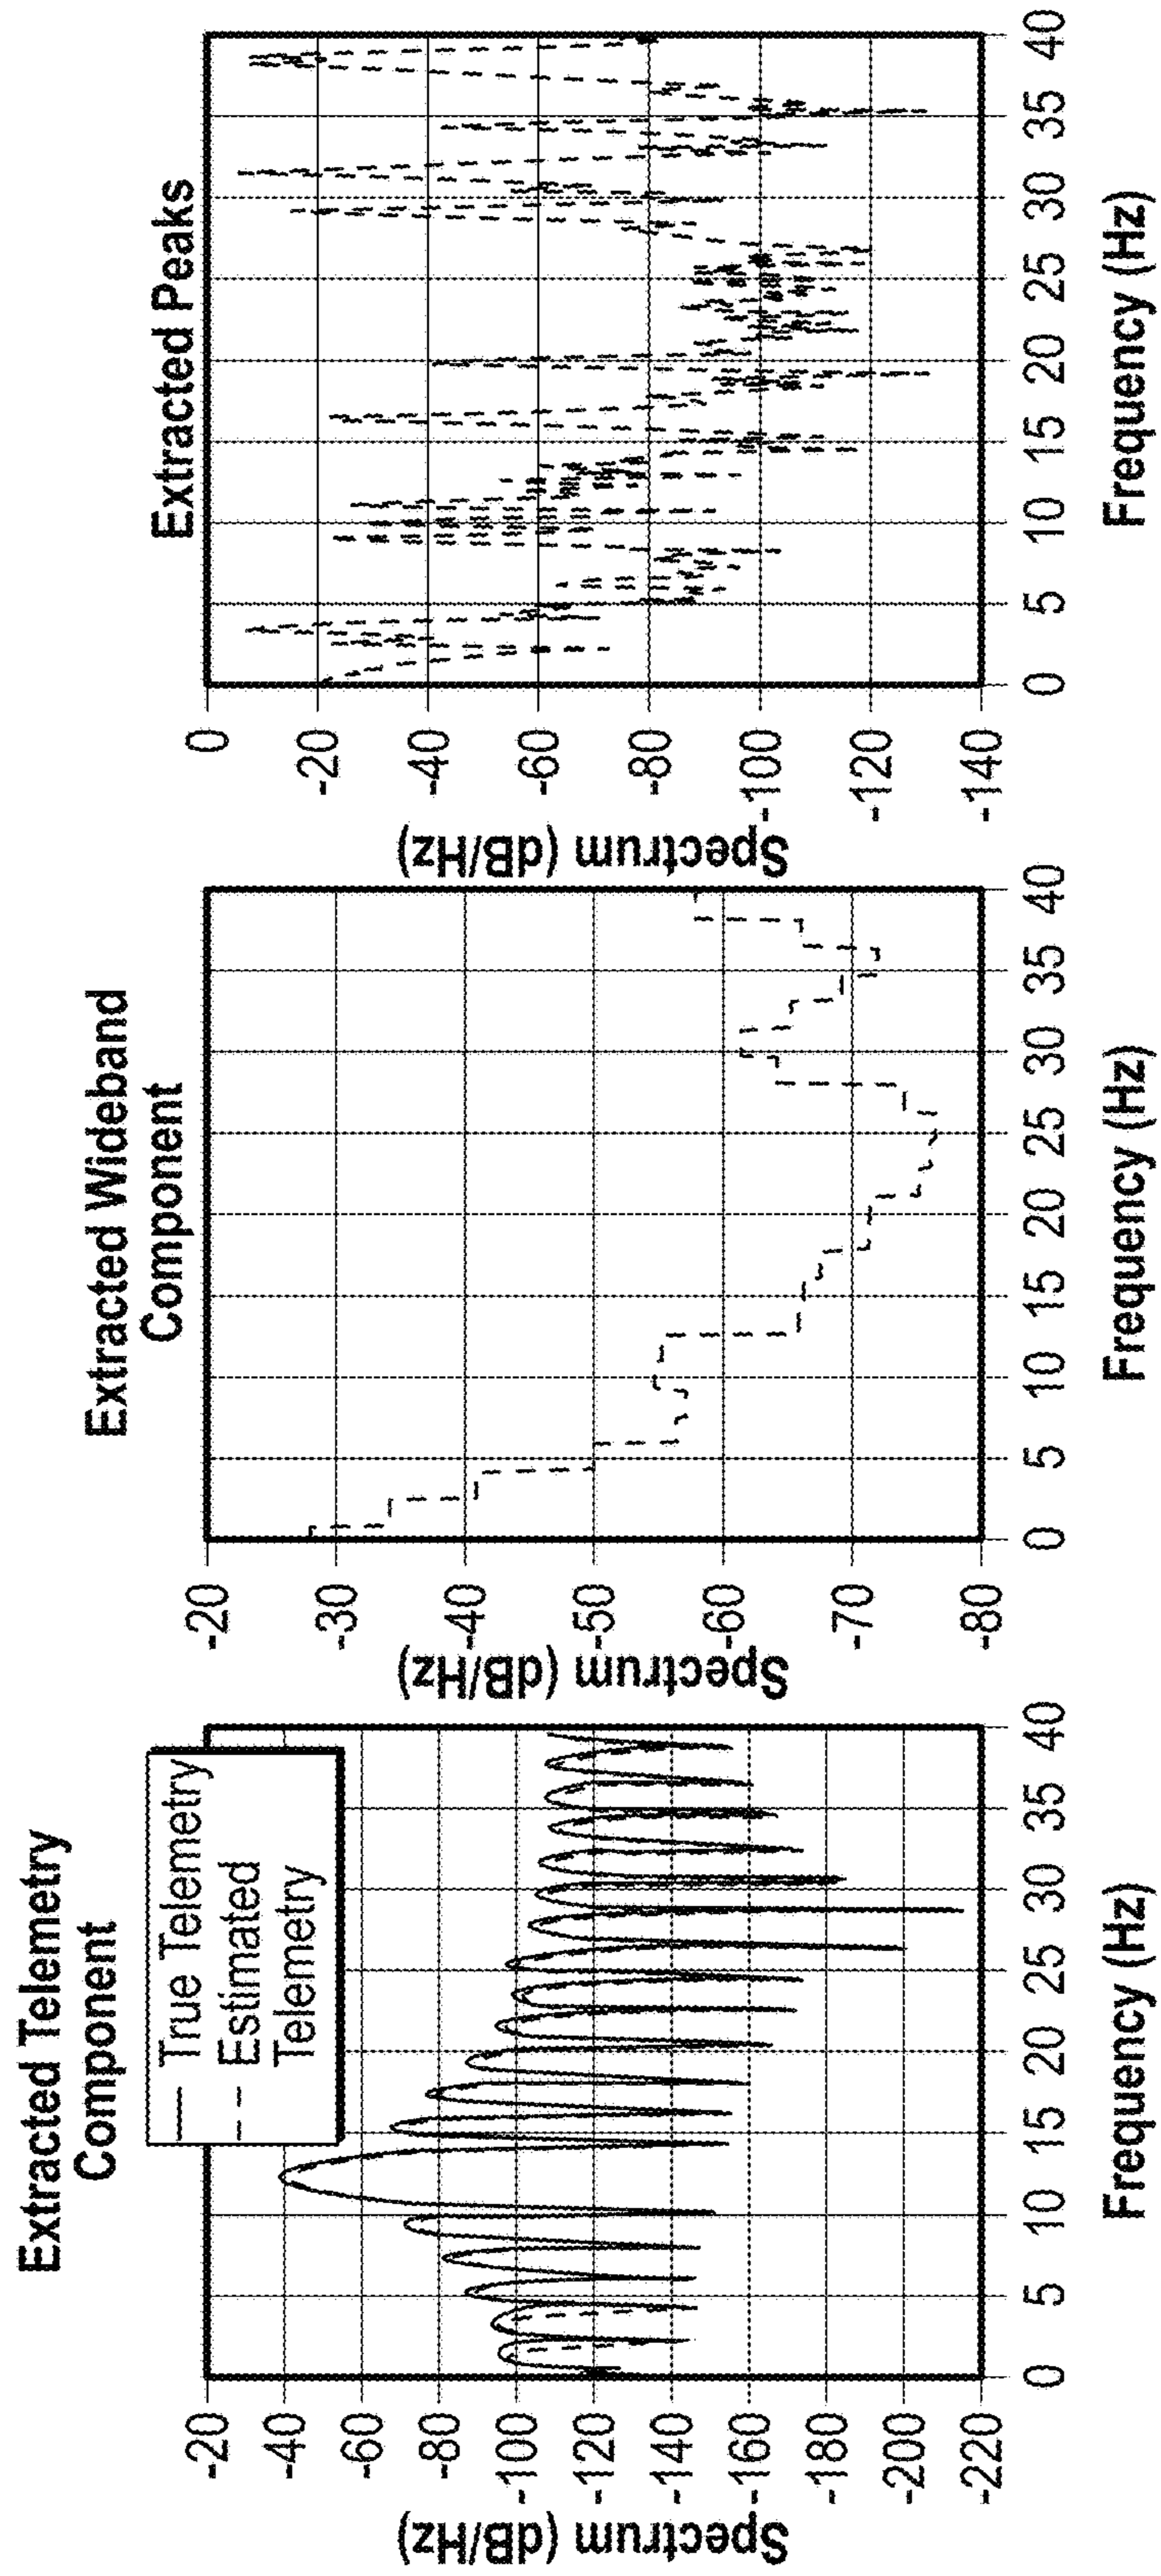 Extracted Telemetry
Component
True Telemetry
Estimated
Telemetry
Spectrum (dB/Hz)
-20
-40
-60
-80
-100
-120
-140
-160
-180
-200
-220
0 5 10 15 20 25 30 35 40
Frequency (Hz)
Extracted Wideband
Component
Spectrum (dB/Hz)
-20
-30
-40
-50
-60
-70
-80
0 5 10 15 20 25 30 35 40
Frequency (Hz)
Extracted Peaks
Spectrum (dB/Hz)
0
-20
-40
-60
-80
-100
-120
-140
0 5 10 15 20 25 30 35 40
Frequency (Hz)